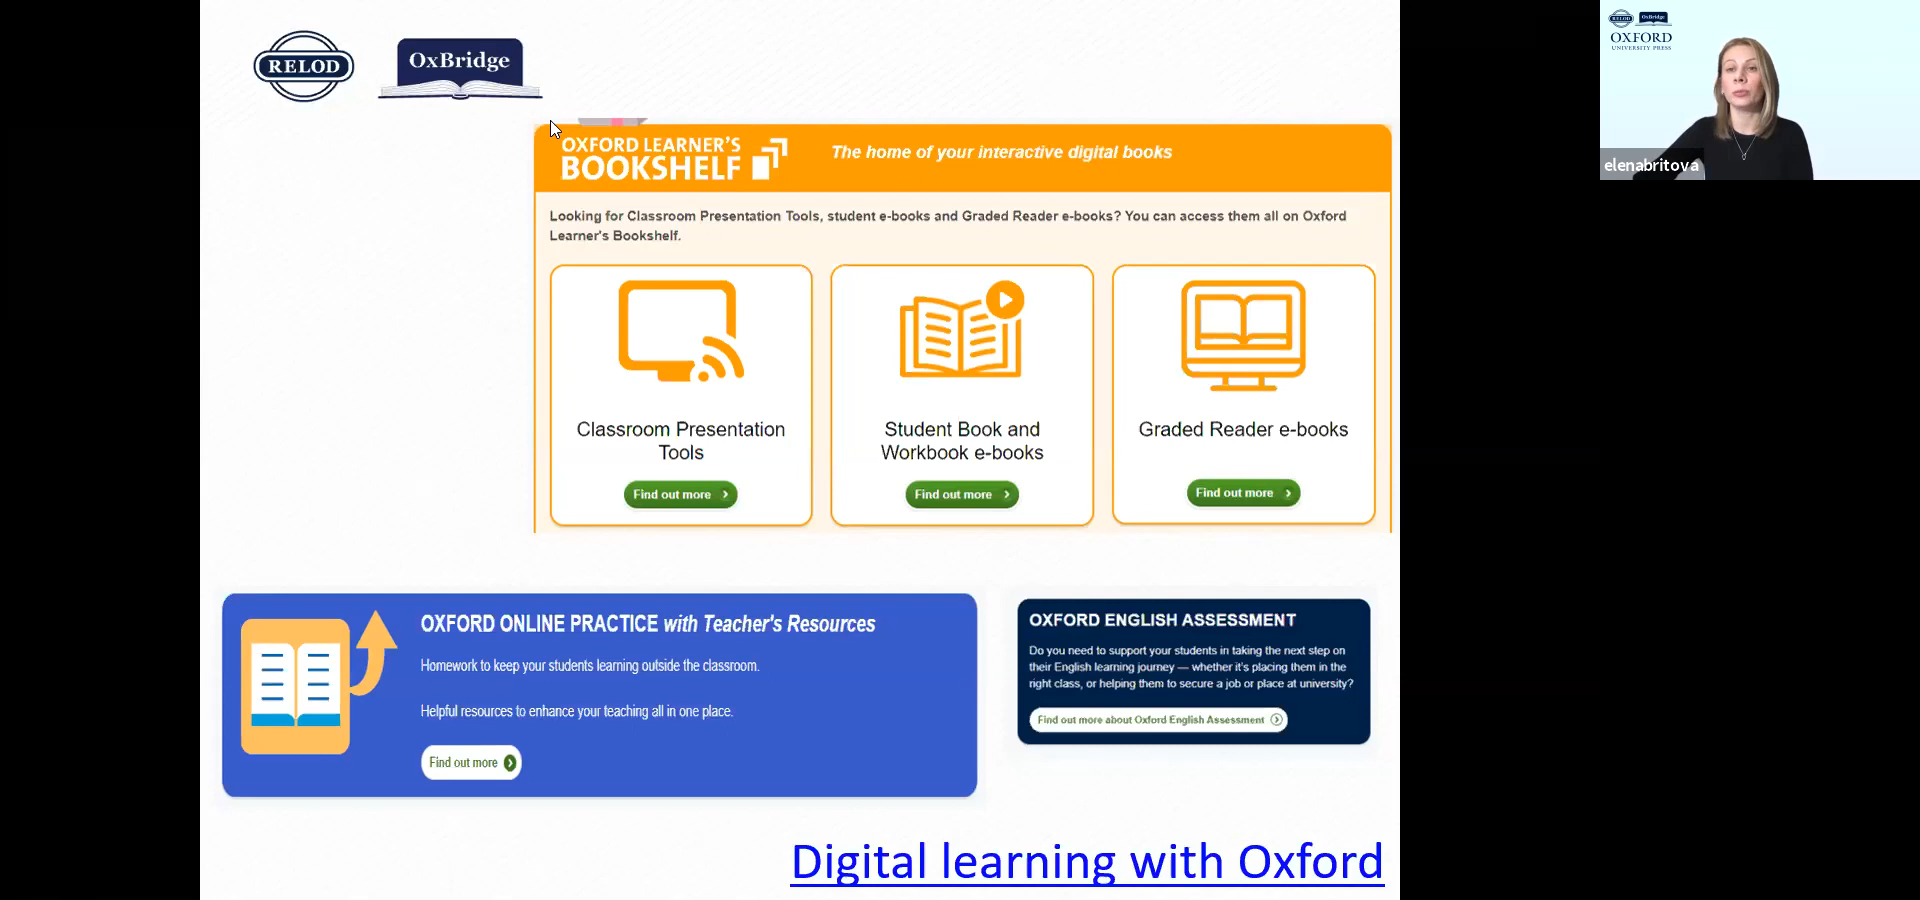 RELOD
OxBridge
OXFORD LEARNER'S
BOOKSHELF
The home of your interactive digital books
Looking for Classroom Presentation Tools, student e-books and Graded Reader e-books? You can access them all on Oxford
Learner's Bookshelf.
Classroom Presentation
Tools
Find out more
Student Book and
Workbook e-books
Find out more
Graded Reader e-books
Find out more
OXFORD ONLINE PRACTICE with Teacher's Resources
Homework to keep your students learning outside the classroom.
Helpful resources to enhance your teaching all in one place.
Find out more
OXFORD ENGLISH ASSESSMENT
Do you need to support your students in taking the next step on
their English learning journey — whether it's placing them in the
right class, or helping them to secure a job or place at university?
Find out more about Oxford English Assessment
Digital learning with Oxford
RELOD
OxBridge
OXFORD
UNIVERSITY PRESS
elenabritova